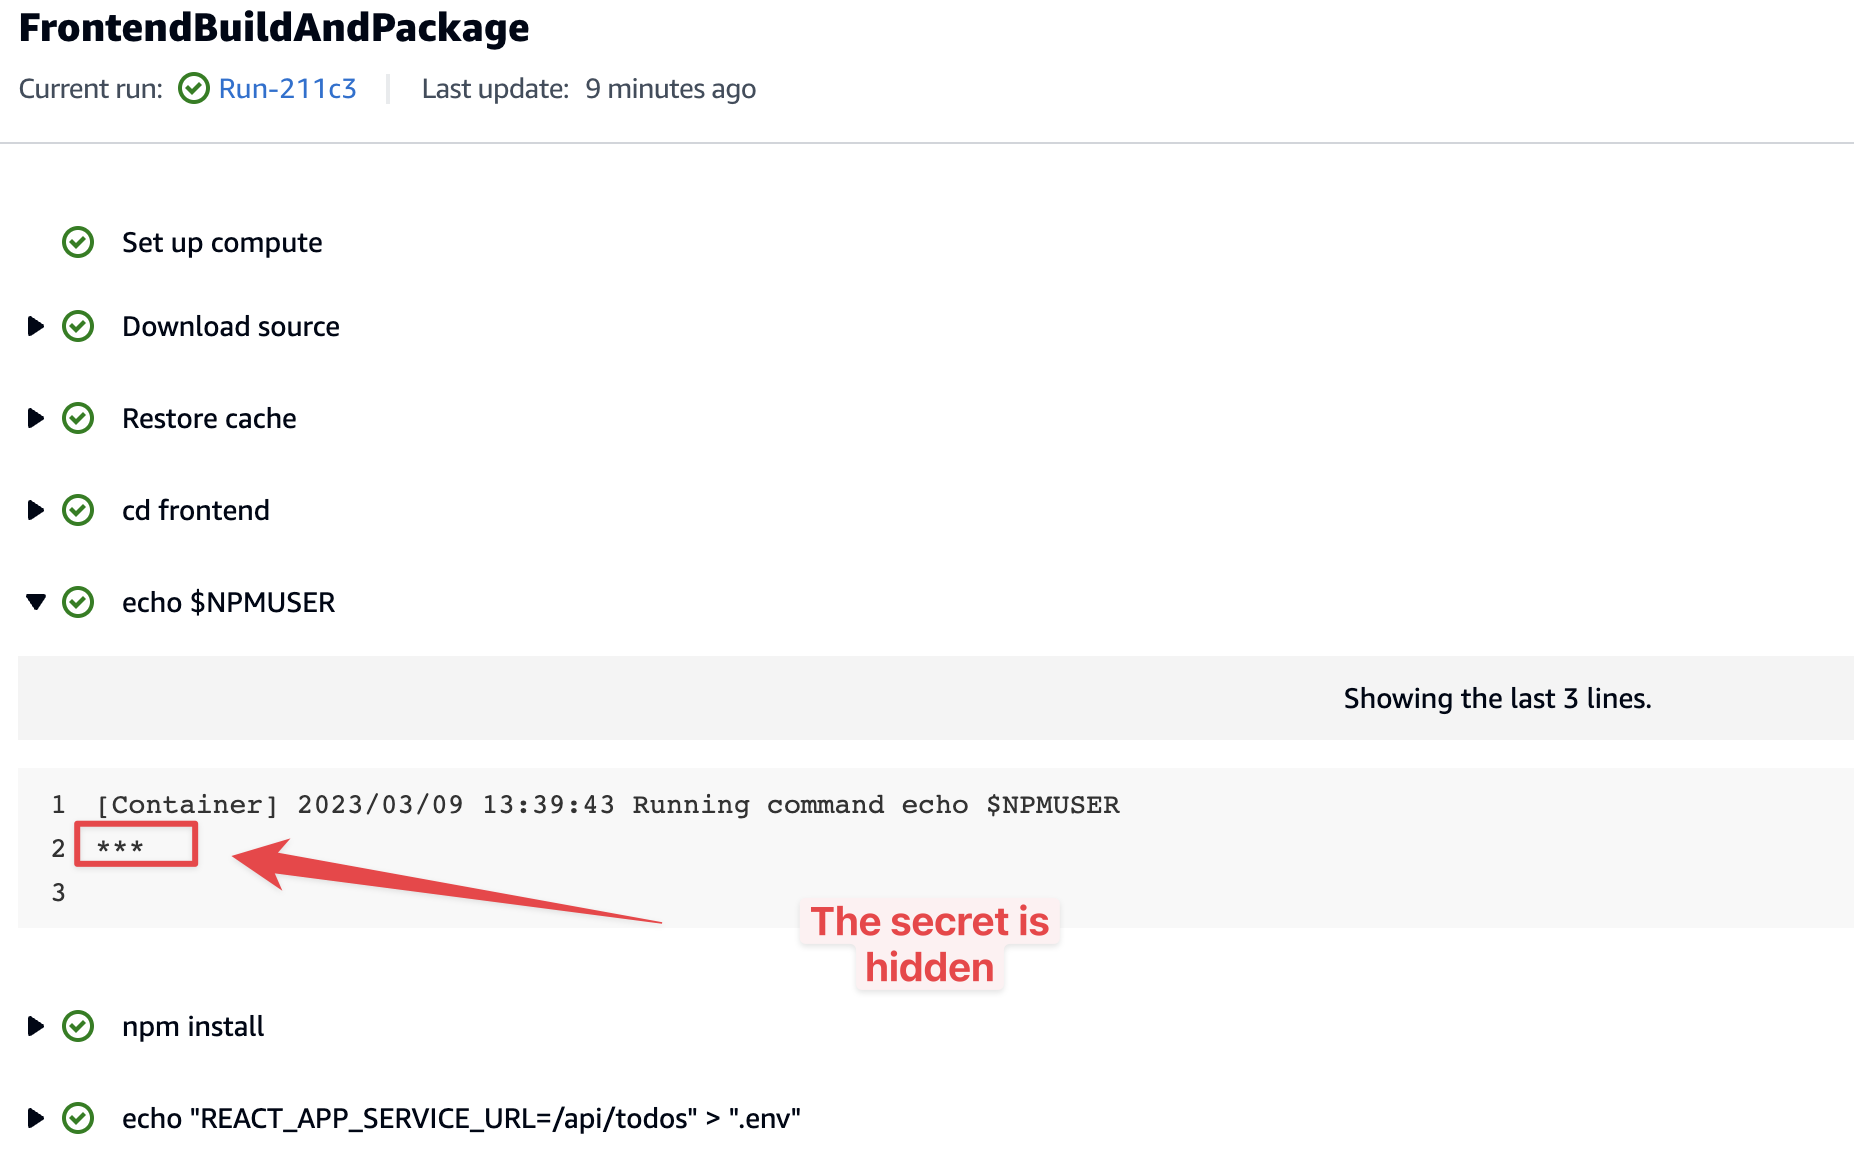 FrontendBuildAndPackage
Current run: Run-211c3 Last update: 9 minutes ago
Set up compute
Download source
Restore cache
cd frontend
echo $NPMUSER
Showing the last 3 lines.
1 [Container] 2023/03/09 13:39:43 Running command echo $NPMUSER
2 ***
3
The secret is
hidden
npm install
echo "REACT_APP_SERVICE_URL=/api/todos" > ".env"